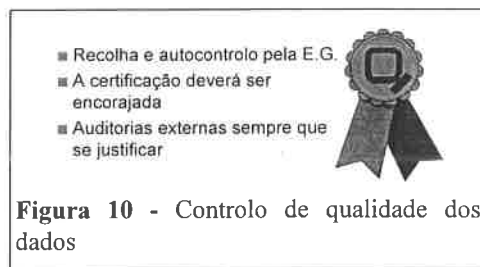 ■ Recolha e autocontrolo pela E.G.
■ A certificação deverá ser
encorajada
■ Auditorias externas sempre que
se justificar
Q
Figura 10 - Controlo de qualidade dos
dados